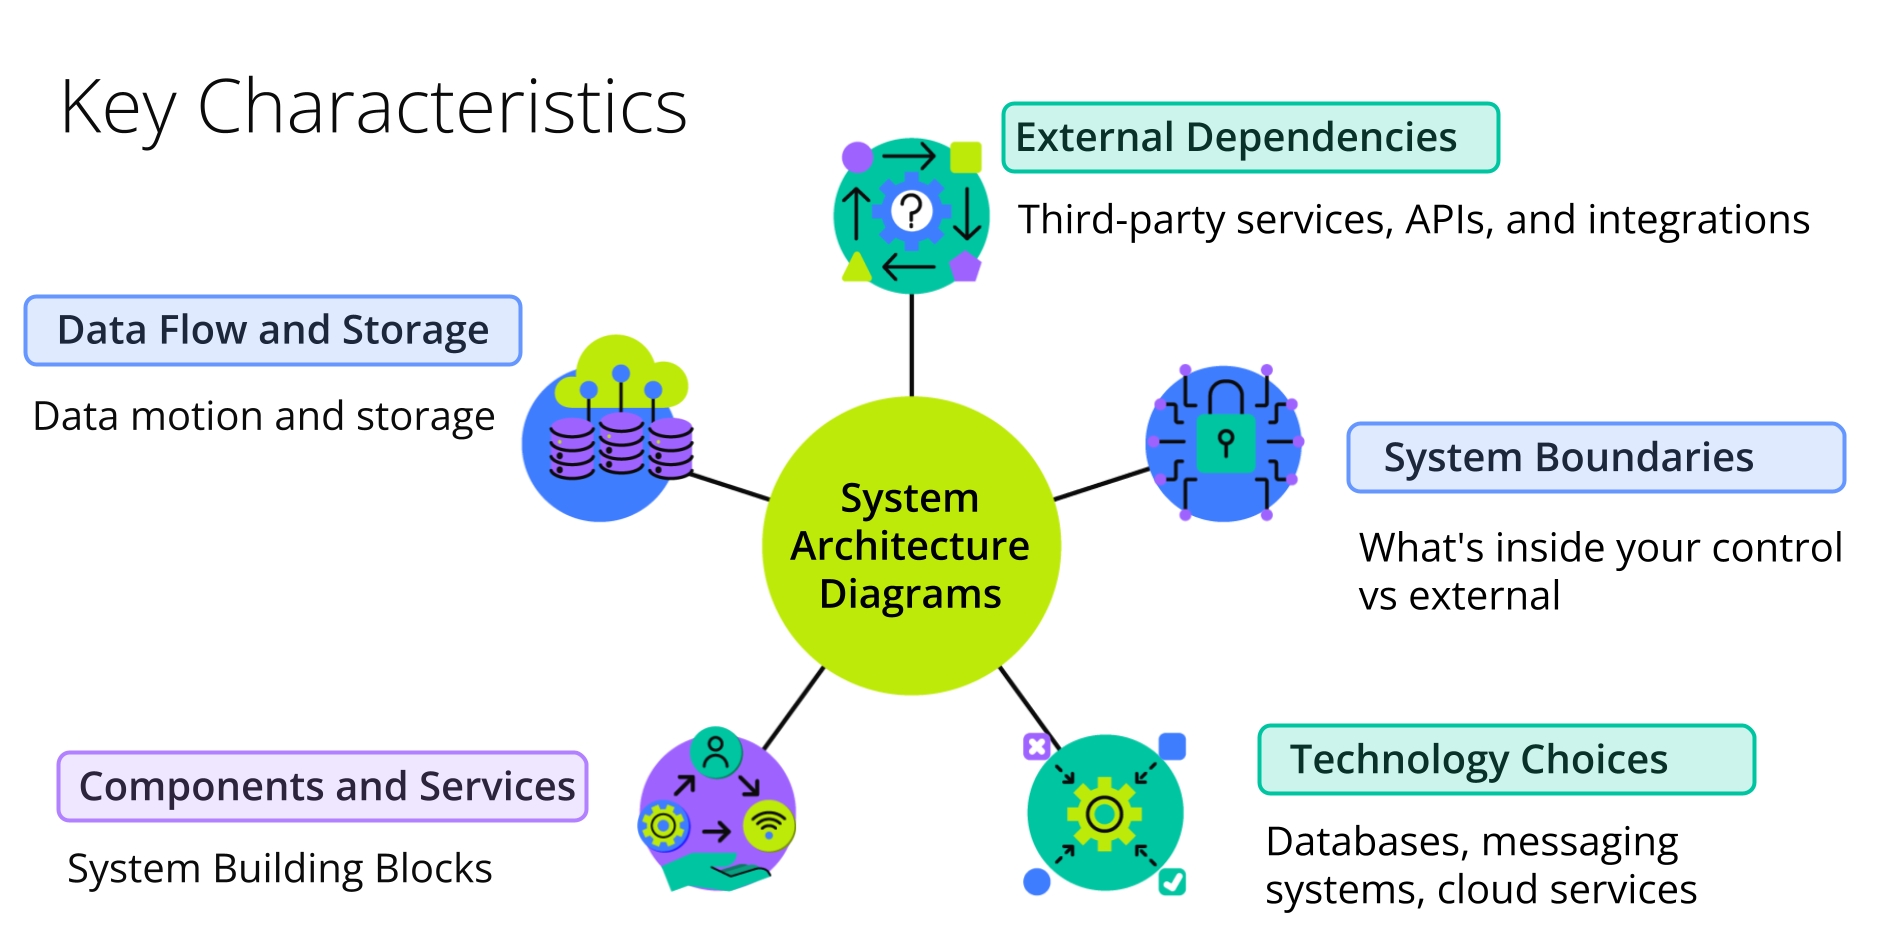 Key Characteristics
External Dependencies
Third-party services, APIs, and integrations
?
Data Flow and Storage
Data motion and storage
System Boundaries
What's inside your control
vs external
System
Architecture
Diagrams
Components and Services
System Building Blocks
Technology Choices
Databases, messaging
systems, cloud services